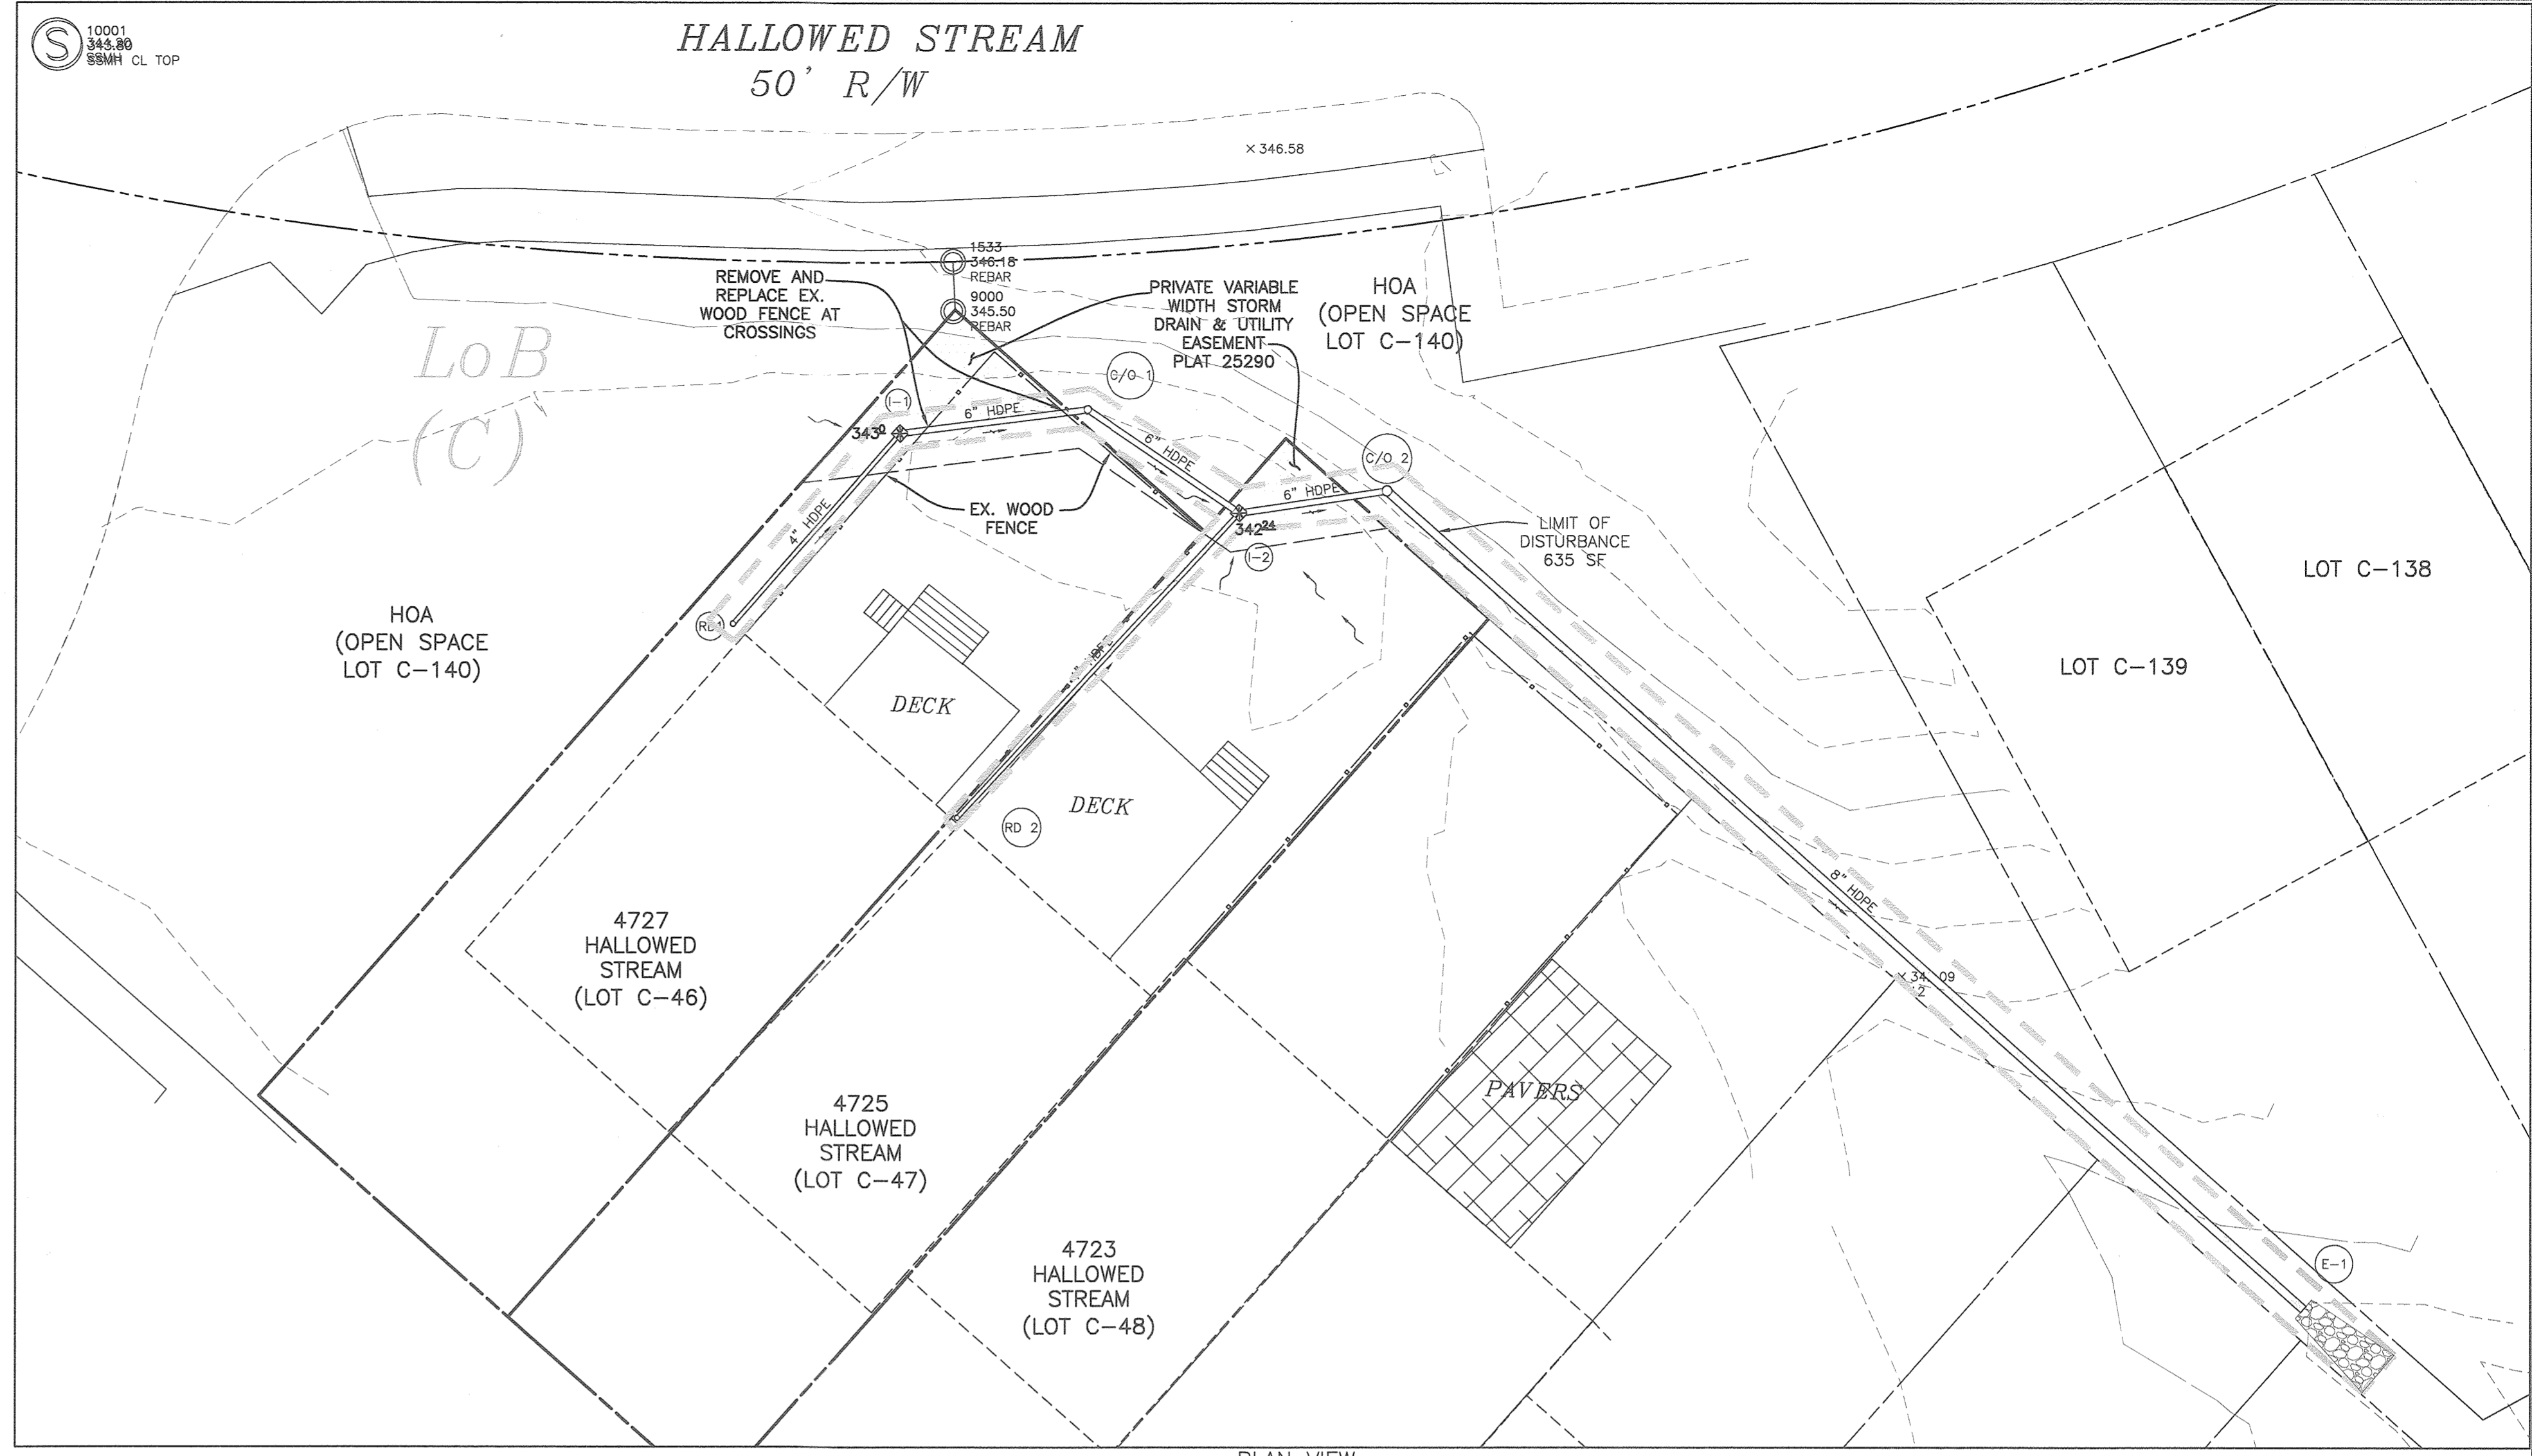 HALLOWED STREAM
50' R/W
10001
SSMH CL TOP
× 346.58
1533
346.18
REBAR
9000
345.50
REBAR
REMOVE AND
REPLACE EX.
WOOD FENCE AT
CROSSINGS
PRIVATE VARIABLE
WIDTH STORM
DRAIN & UTILITY
EASEMENT
PLAT 25290
HOA
(OPEN SPACE
LOT C-140)
LoB
(C)
C/O 1
I-1
6" HDPE
343⁰
6" HDPE
C/O 2
6" HDPE
342²⁴
I-2
4" HDPE
EX. WOOD
FENCE
LIMIT OF
DISTURBANCE
635 SF
LOT C-138
LOT C-139
HOA
(OPEN SPACE
LOT C-140)
DECK
DECK
RD 2
8" HDPE
4727
HALLOWED
STREAM
(LOT C-46)
4725
HALLOWED
STREAM
(LOT C-47)
4723
HALLOWED
STREAM
(LOT C-48)
PAVERS
E-1
PLAN VIEW